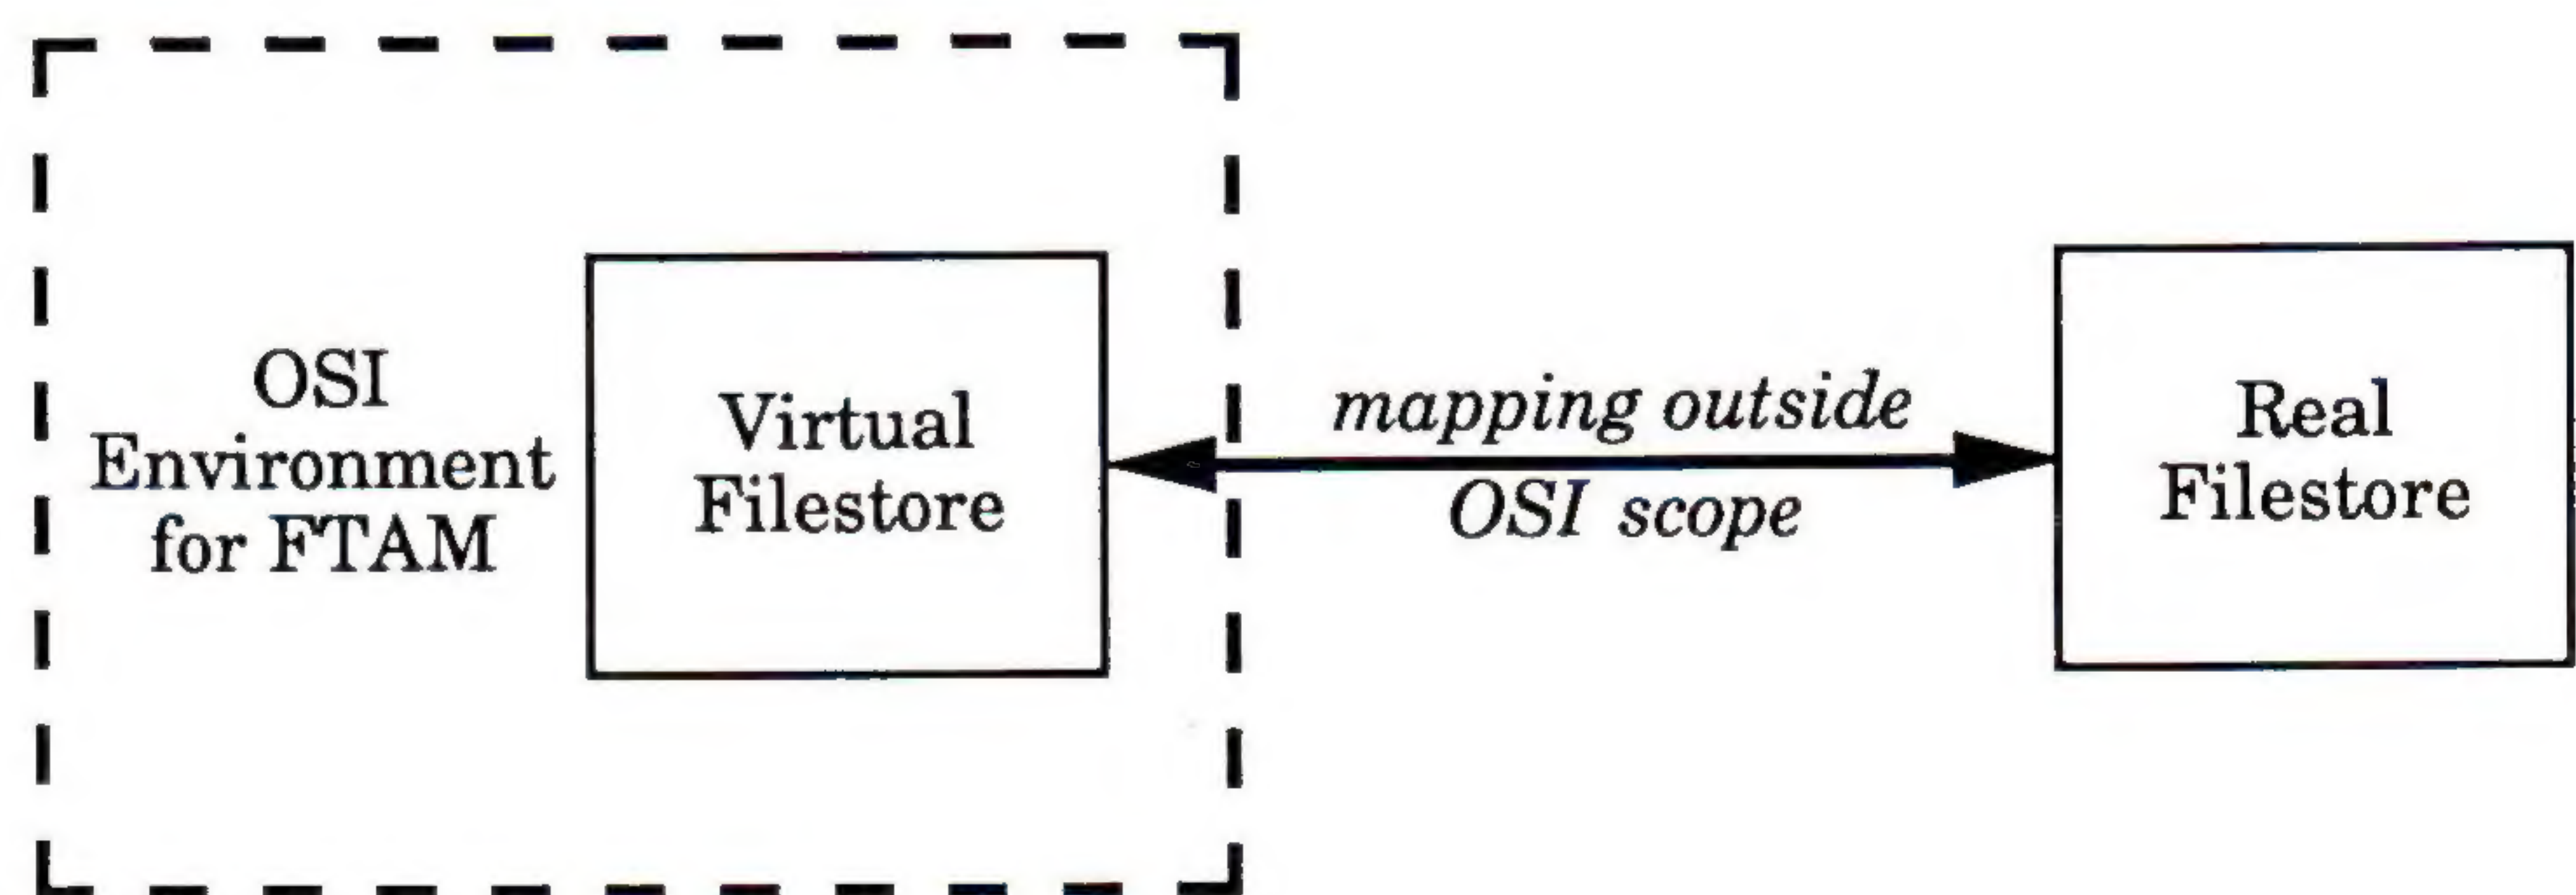 OSI
Environment
for FTAM
Virtual
Filestore
mapping outside
OSI scope
Real
Filestore